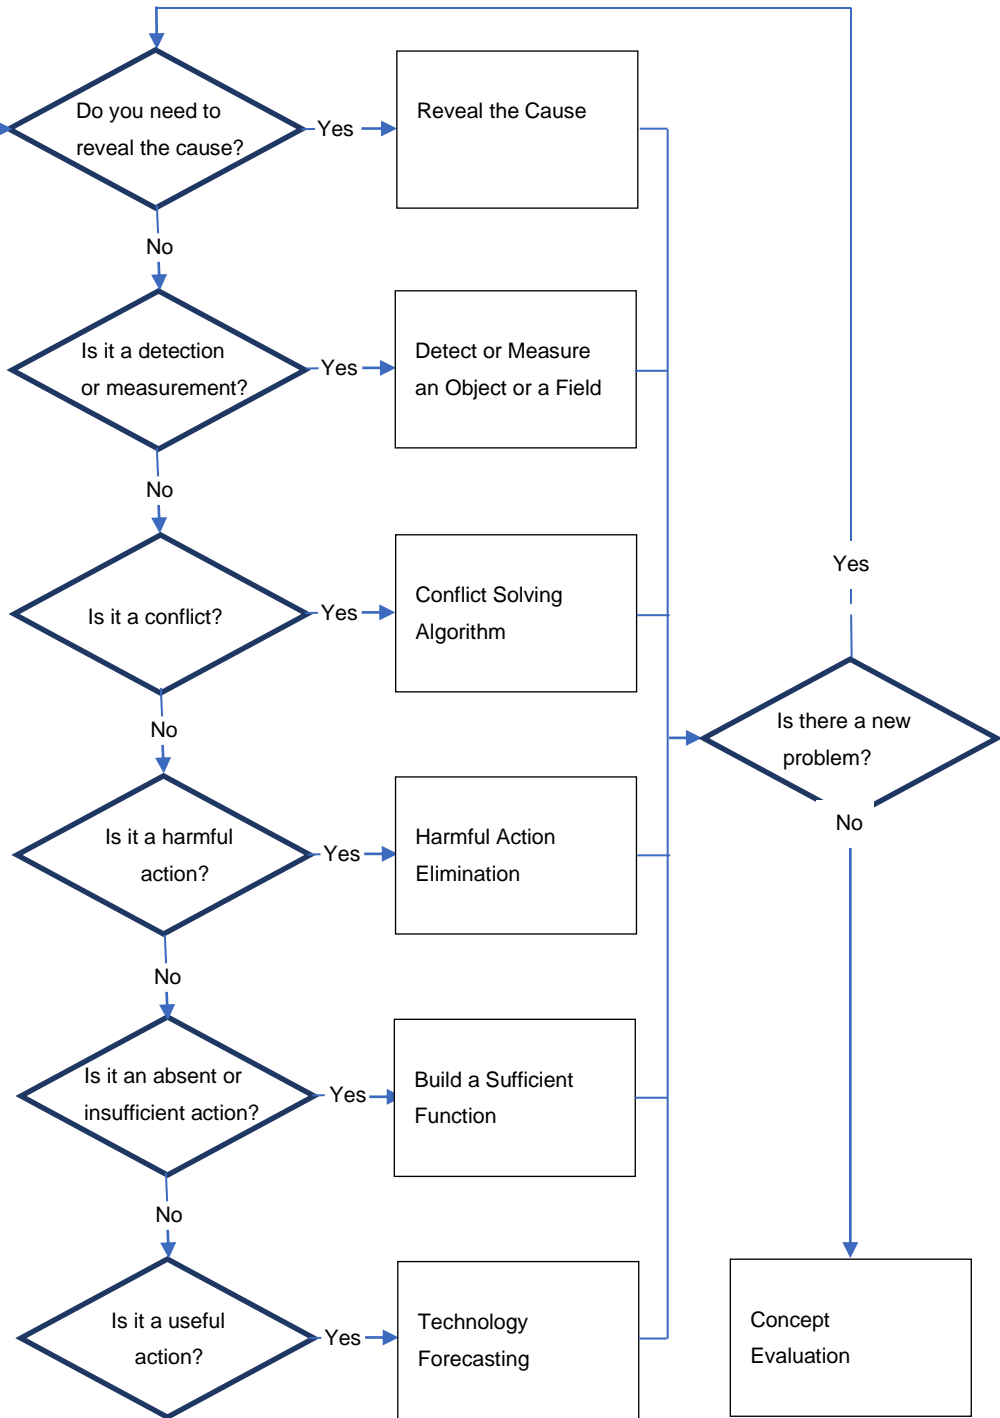 Do you need to
reveal the cause?
Yes
Reveal the Cause
No
Is it a detection
or measurement?
Yes
Detect or Measure
an Object or a Field
No
Is it a conflict?
Yes
Conflict Solving
Algorithm
No
Is it a harmful
action?
Yes
Harmful Action
Elimination
No
Is it an absent or
insufficient action?
Yes
Build a Sufficient
Function
No
Is it a useful
action?
Yes
Technology
Forecasting
Yes
Is there a new
problem?
No
Concept
Evaluation